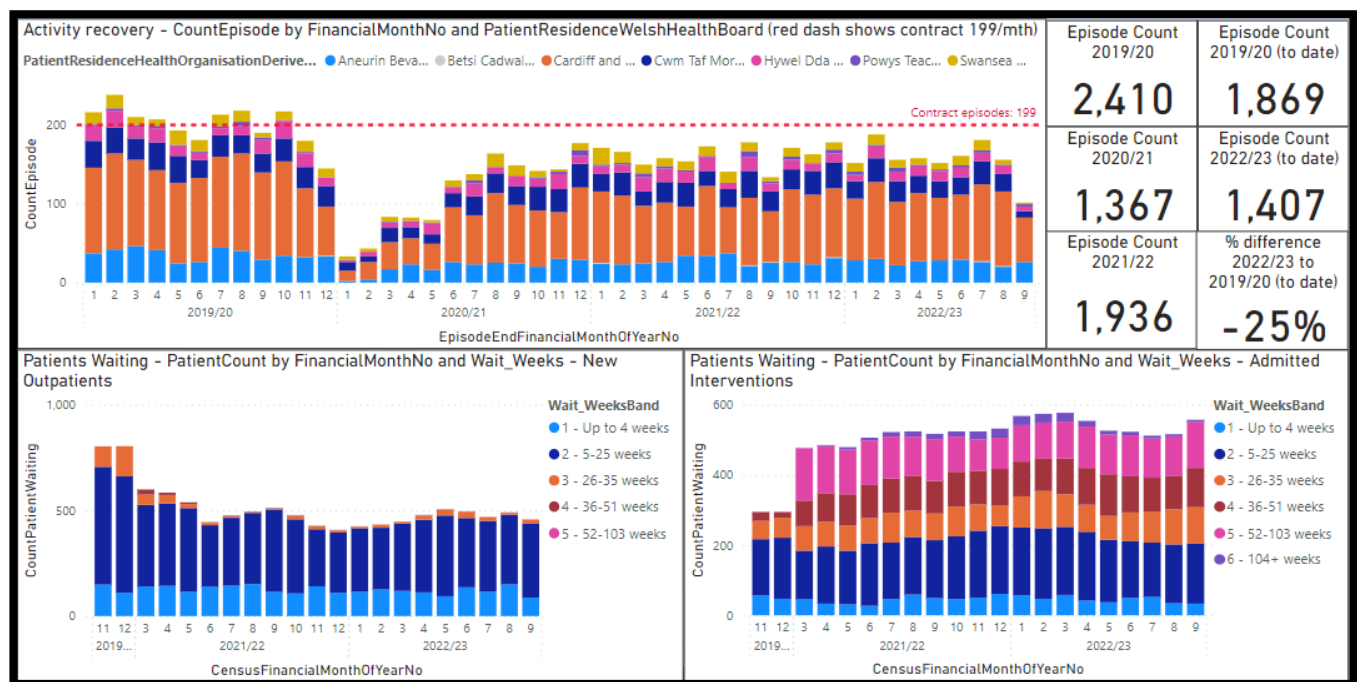 Activity recovery - CountEpisode by FinancialMonthNo and PatientResidenceWelshHealthBoard (red dash shows contract 199/mth)
PatientResidenceHealthOrganisationDerive... Aneurin Beva... Betsi Cadwal... Cardiff and ... Cwm Taf Mor... Hywel Dda ... Powys Teac... Swansea ...
Contract episodes: 199
CountEpisode
200
100
0
1 2 3 4 5 6 7 8 9 10 11 12 1 2 3 4 5 6 7 8 9 10 11 12 1 2 3 4 5 6 7 8 9 10 11 12 1 2 3 4 5 6 7 8 9
2019/20 2020/21 2021/22 2022/23
EpisodeEndFinancialMonthOfYearNo
Episode Count
2019/20
2,410
Episode Count
2019/20 (to date)
1,869
Episode Count
2020/21
1,367
Episode Count
2022/23 (to date)
1,407
Episode Count
2021/22
1,936
% difference
2022/23 to
2019/20 (to date)
-25%
Patients Waiting - PatientCount by FinancialMonthNo and Wait_Weeks - New
Outpatients
CountPatientWaiting
1,000
500
0
11 12 3 4 5 6 7 8 9 10 11 12 1 2 3 4 5 6 7 8 9
2019... 2021/22 2022/23
CensusFinancialMonthOfYearNo
Wait_WeeksBand
1 - Up to 4 weeks
2 - 5-25 weeks
3 - 26-35 weeks
4 - 36-51 weeks
5 - 52-103 weeks
Patients Waiting - PatientCount by FinancialMonthNo and Wait_Weeks - Admitted
Interventions
CountPatientWaiting
600
400
200
0
11 12 3 4 5 6 7 8 9 10 11 12 1 2 3 4 5 6 7 8 9
2019... 2021/22 2022/23
CensusFinancialMonthOfYearNo
Wait_WeeksBand
1 - Up to 4 weeks
2 - 5-25 weeks
3 - 26-35 weeks
4 - 36-51 weeks
5 - 52-103 weeks
6 - 104+ weeks